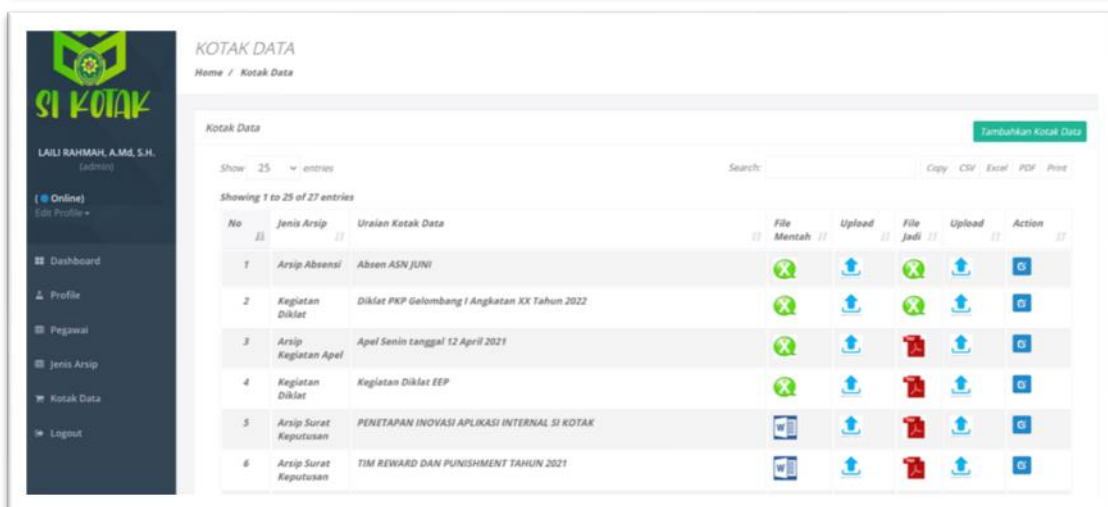 SI KOTAK
LAILI RAHMAH, A.Md, S.H.
(admin)
(Online)
Edit Profile
Dashboard
Profile
Pegawai
Jenis Arsip
Kotak Data
Logout
KOTAK DATA
Home / Kotak Data
Kotak Data
Tambahkan Kotak Data
Show 25 entries
Search:
Copy CSV Excel PDF Print
Showing 1 to 25 of 27 entries
No Jenis Arsip Uraian Kotak Data File Mentah Upload File Jadi Upload Action
1 Arsip Absensi Absen ASN JUNI
2 Kegiatan Diklat Diklat PKP Gelombang I Angkatan XX Tahun 2022
3 Arsip Kegiatan Apel Apel Senin tanggal 12 April 2021
4 Kegiatan Diklat Kegiatan Diklat EEP
5 Arsip Surat Keputusan PENETAPAN INOVASI APLIKASI INTERNAL SI KOTAK
6 Arsip Surat Keputusan TIM REWARD DAN PUNISHMENT TAHUN 2021